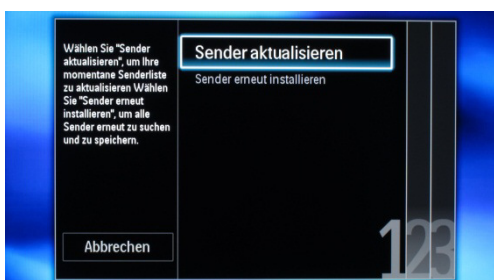 Wählen Sie "Sender
aktualisieren", um Ihre
momentane Senderliste
zu aktualisieren Wählen
Sie "Sender erneut
installieren", um alle
Sender erneut zu suchen
und zu speichern.
Abbrechen
Sender aktualisieren
Sender erneut installieren
123